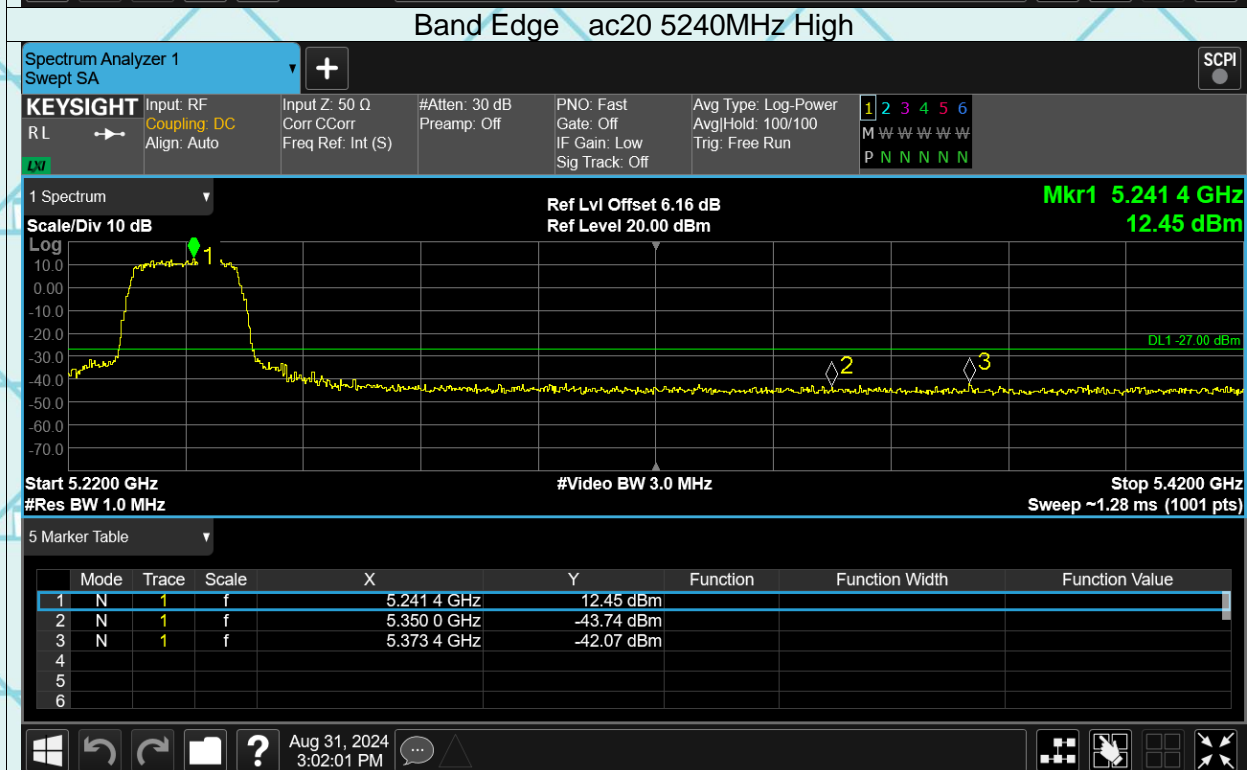 Band Edge ac20 5240MHz High
Spectrum Analyzer 1
Swept SA
▼
+
SCPI
KEYSIGHT
R L
LXI
Input: RF
Coupling: DC
Align: Auto
Input Z: 50 Ω
Corr CCorr
Freq Ref: Int (S)
#Atten: 30 dB
Preamp: Off
PNO: Fast
Gate: Off
IF Gain: Low
Sig Track: Off
Avg Type: Log-Power
Avg|Hold: 100/100
Trig: Free Run
1 2 3 4 5 6
M W W W W W W
P N N N N N
1 Spectrum ▼
Scale/Div 10 dB
Ref Lvl Offset 6.16 dB
Ref Level 20.00 dBm
Mkr1 5.241 4 GHz
12.45 dBm
Log
10.0
0.00
-10.0
-20.0
-30.0
-40.0
-50.0
-60.0
-70.0
1
2
3
DL1 -27.00 dBm
Start 5.2200 GHz #Video BW 3.0 MHz Stop 5.4200 GHz
#Res BW 1.0 MHz Sweep ~1.28 ms (1001 pts)
5 Marker Table ▼
Mode Trace Scale X Y Function Function Width Function Value
1 N 1 f 5.241 4 GHz 12.45 dBm
2 N 1 f 5.350 0 GHz -43.74 dBm
3 N 1 f 5.373 4 GHz -42.07 dBm
4
5
6
?
Aug 31, 2024
3:02:01 PM